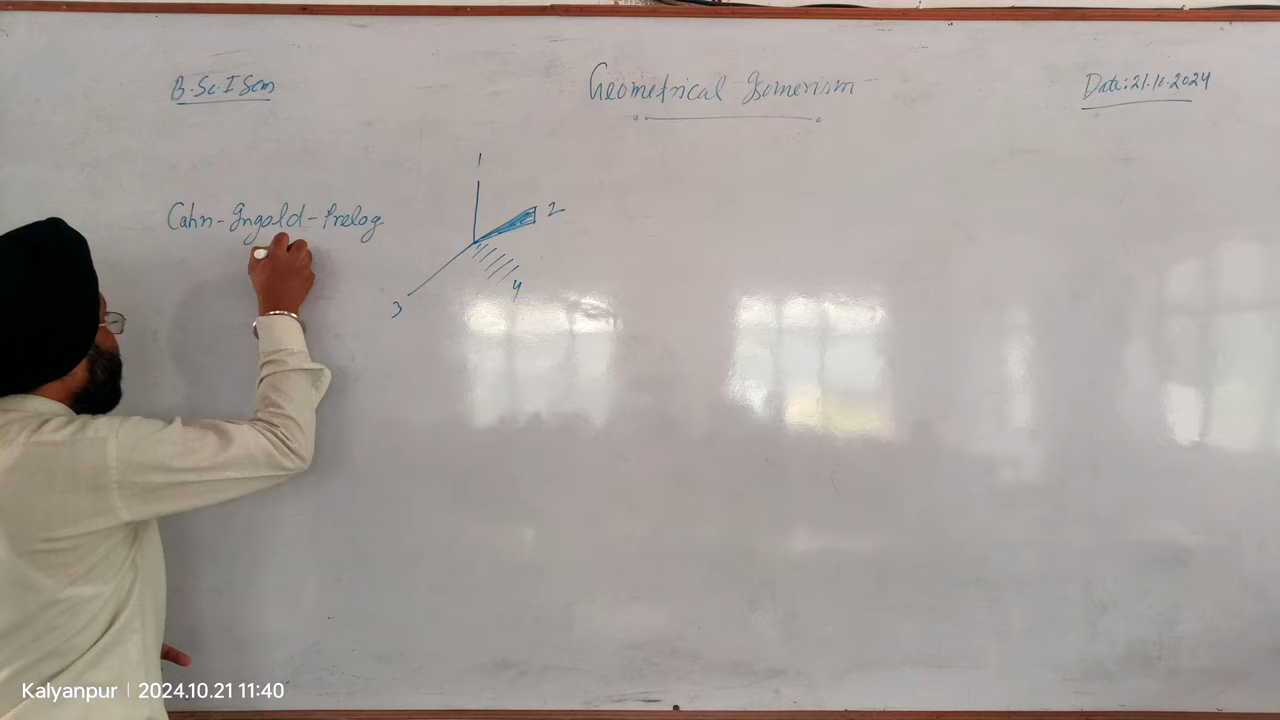 B.Sc. I Sem
Geometrical Isomerism
Date: 21.10.2024
Cahn-Ingold-Prelog
1
2
3
4
Kalyanpur | 2024.10.21 11:40